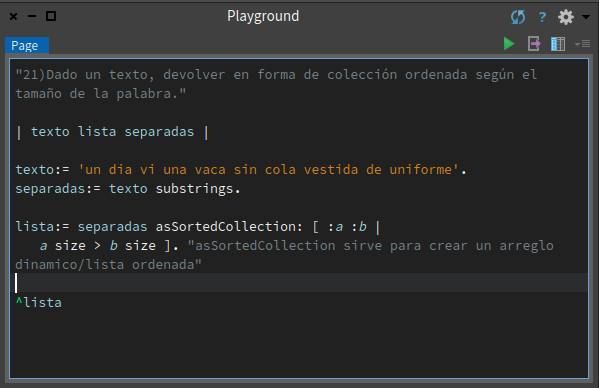 Playground
?
Page
"21)Dado un texto, devolver en forma de colección ordenada según el
tamaño de la palabra."
| texto lista separadas |
texto:= 'un dia vi una vaca sin cola vestida de uniforme'.
separadas:= texto substrings.
lista:= separadas asSortedCollection: [ :a :b |
a size > b size ]. "asSortedCollection sirve para crear un arreglo
dinamico/lista ordenada"
^lista